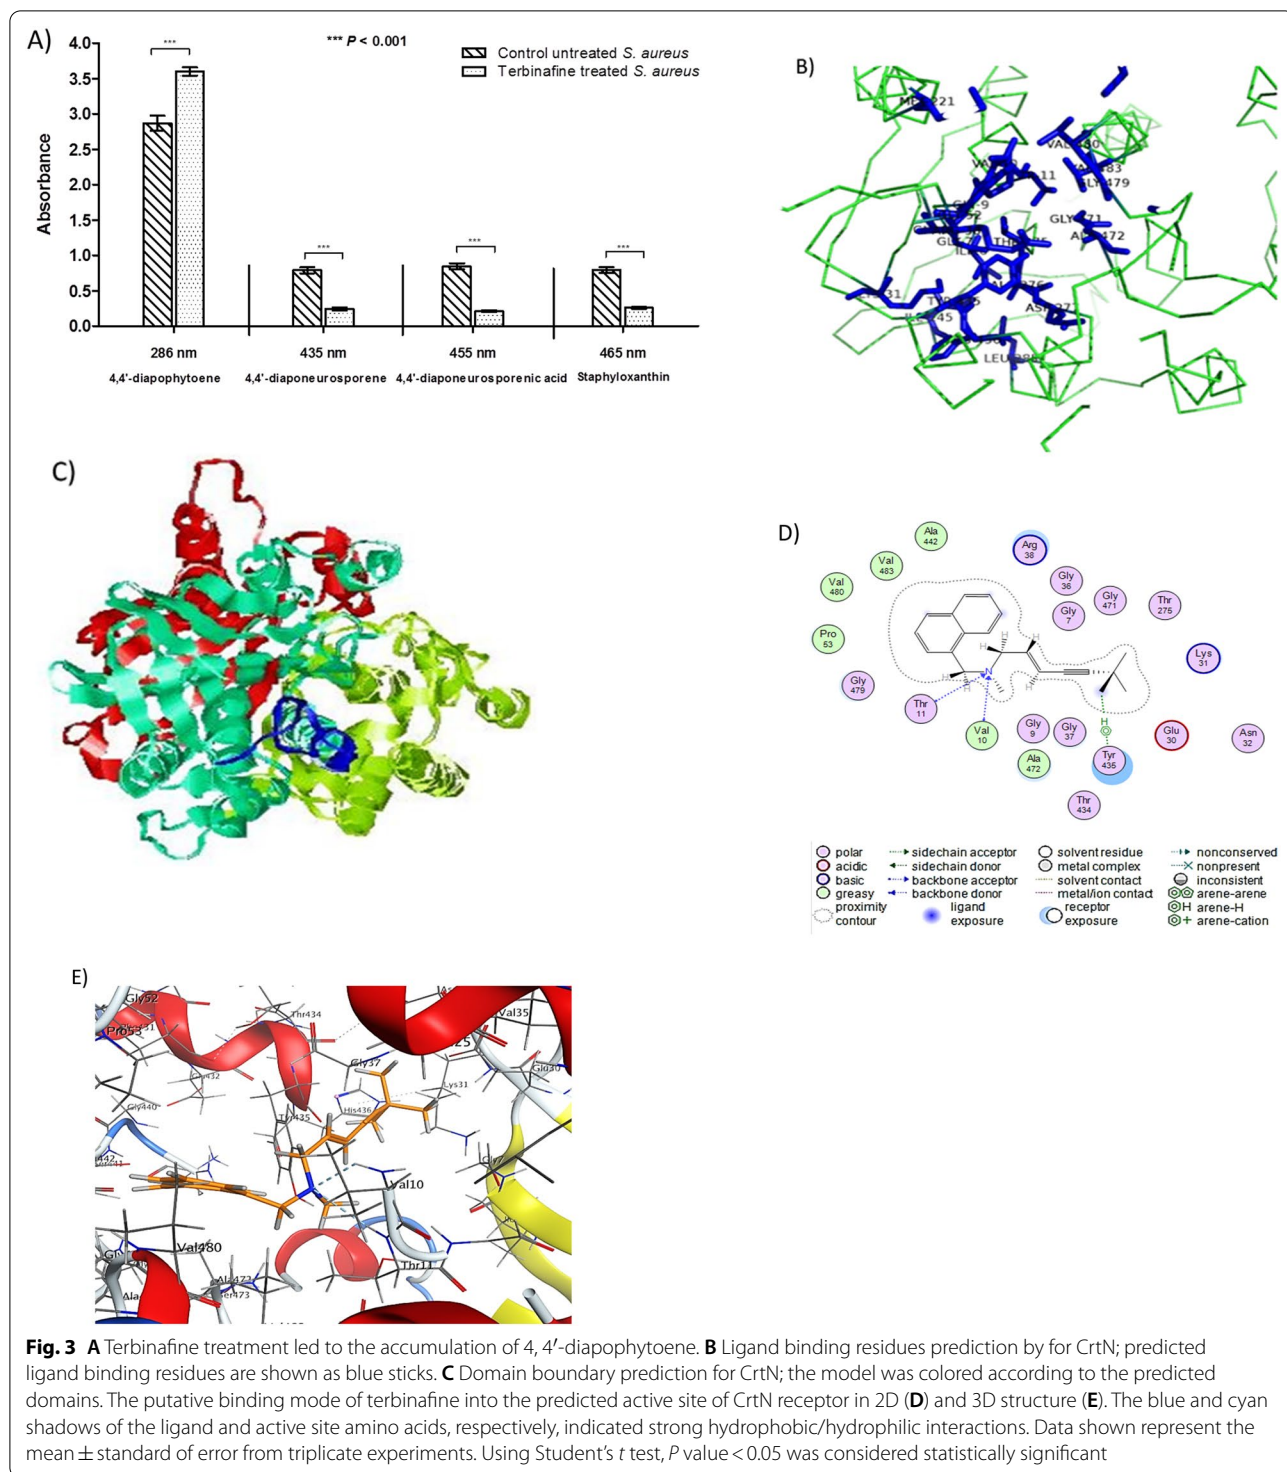 A)
*** P < 0.001
Control untreated S. aureus
Terbinafine treated S. aureus
Absorbance
4.0
3.5
3.0
2.5
2.0
1.5
1.0
0.5
0.0
***
***
***
***
286 nm
435 nm
455 nm
465 nm
4,4'-diapophytoene
4,4'-diaponeurosporene
4,4'-diaponeurosporenic acid
Staphyloxanthin
B)
GLY 479
LEU
C)
D)
Ala 442
Arg 38
Val 483
Val 480
Gly 36
Gly 471
Thr 275
Gly 7
Pro 53
Lys 31
Gly 479
N
H
H
H
H
H
Thr 11
Val 10
Gly 9
Gly 37
H
Glu 30
Asn 32
Ala 472
Tyr 435
Thr 434
polar
sidechain acceptor
solvent residue
nonconserved
acidic
sidechain donor
metal complex
nonpresent
basic
backbone acceptor
solvent contact
inconsistent
greasy
backbone donor
metal/ion contact
arene-arene
proximity contour
ligand exposure
receptor exposure
H arene-H
+ arene-cation
E)
Gly52
Pro53
Thr434
Val35
Gly37
Glu30
Lys31
His436
Gly440
Tyr435
Val10
Val480
Thr11
Ala472
Ser473
Fig. 3 A Terbinafine treatment led to the accumulation of 4, 4′-diapophytoene. B Ligand binding residues prediction by for CrtN; predicted
ligand binding residues are shown as blue sticks. C Domain boundary prediction for CrtN; the model was colored according to the predicted
domains. The putative binding mode of terbinafine into the predicted active site of CrtN receptor in 2D (D) and 3D structure (E). The blue and cyan
shadows of the ligand and active site amino acids, respectively, indicated strong hydrophobic/hydrophilic interactions. Data shown represent the
mean ± standard of error from triplicate experiments. Using Student’s t test, P value < 0.05 was considered statistically significant